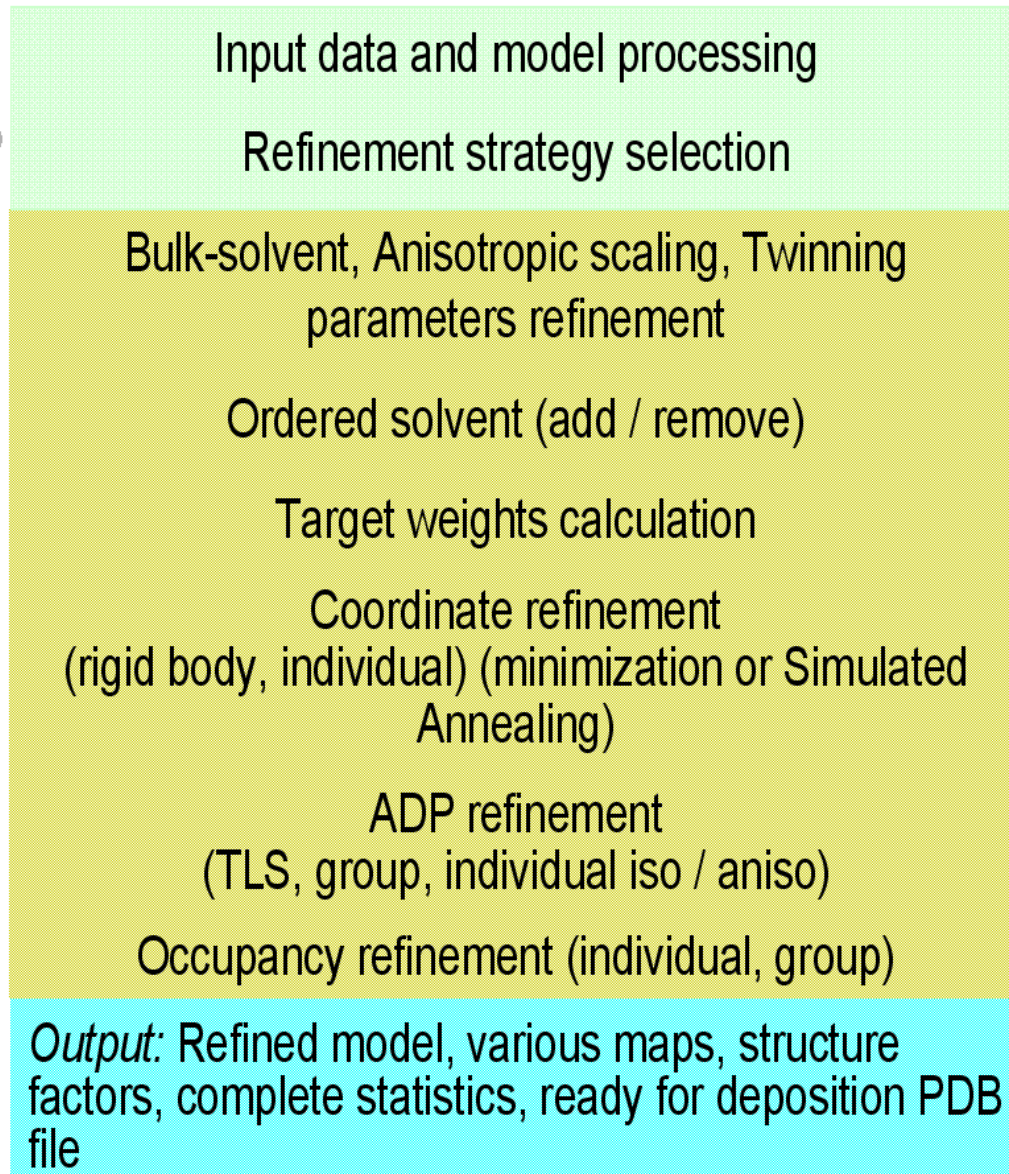 Input data and model processing
Refinement strategy selection
Bulk-solvent, Anisotropic scaling, Twinning
parameters refinement
Ordered solvent (add / remove)
Target weights calculation
Coordinate refinement
(rigid body, individual) (minimization or Simulated
Annealing)
ADP refinement
(TLS, group, individual iso / aniso)
Occupancy refinement (individual, group)
Output: Refined model, various maps, structure
factors, complete statistics, ready for deposition PDB
file